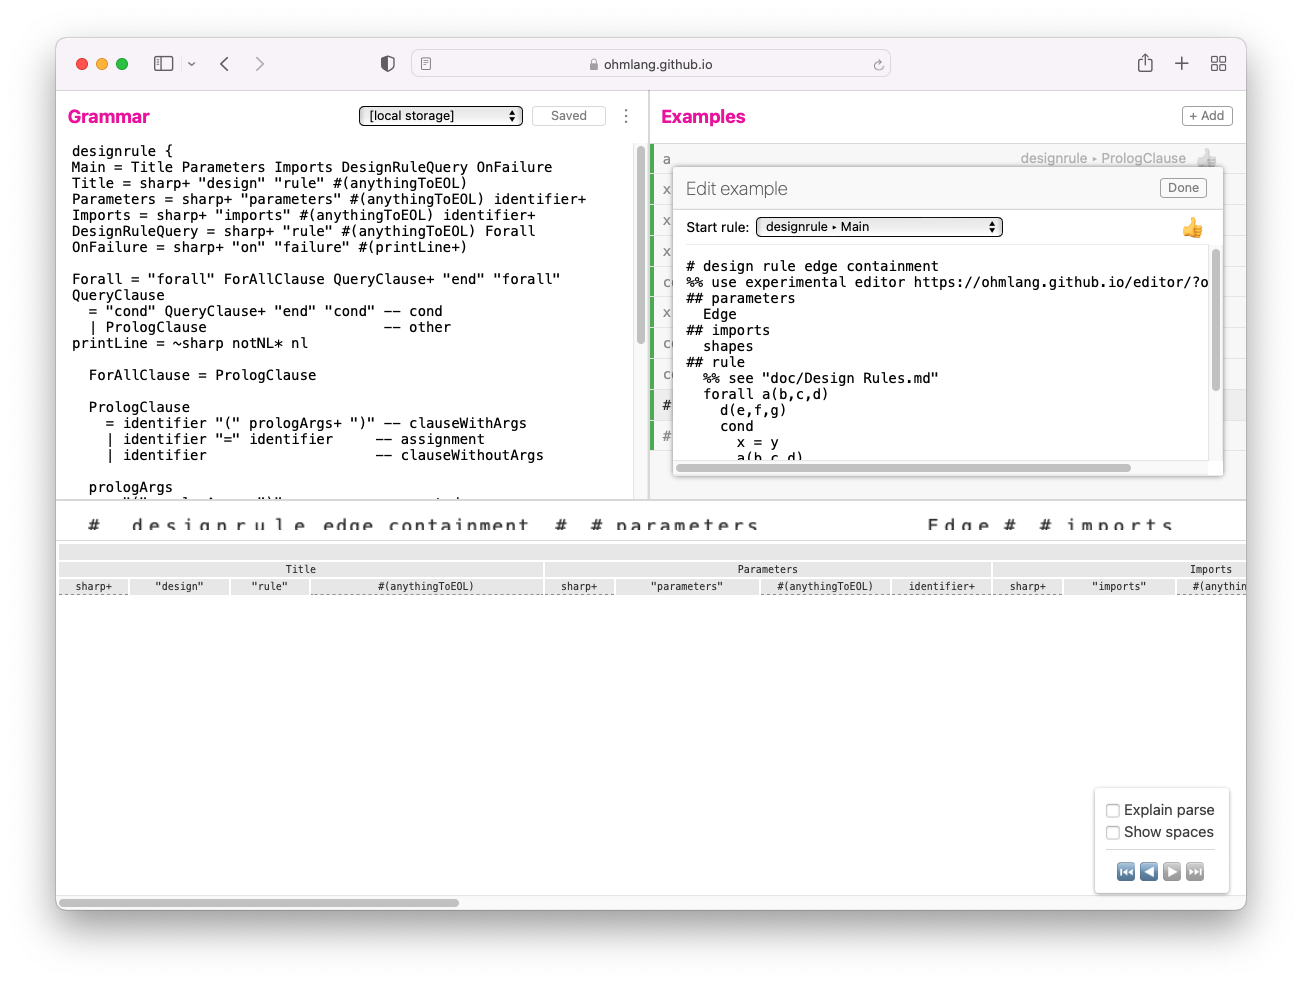 ohmlang.github.io
Grammar
[local storage]
Saved
designrule {
Main = Title Parameters Imports DesignRuleQuery OnFailure
Title = sharp+ "design" "rule" #(anythingToEOL)
Parameters = sharp+ "parameters" #(anythingToEOL) identifier+
Imports = sharp+ "imports" #(anythingToEOL) identifier+
DesignRuleQuery = sharp+ "rule" #(anythingToEOL) Forall
OnFailure = sharp+ "on" "failure" #(printLine+)
Forall = "forall" ForAllClause QueryClause+ "end" "forall"
QueryClause
= "cond" QueryClause+ "end" "cond" -- cond
| PrologClause -- other
printLine = ~sharp notNL* nl
ForAllClause = PrologClause
PrologClause
= identifier "(" prologArgs+ ")" -- clauseWithArgs
| identifier "=" identifier -- assignment
| identifier -- clauseWithoutArgs
prologArgs
Examples
+ Add
a designrule ‣ PrologClause
x
x
x
x
#
#
Edit example
Done
Start rule: designrule ‣ Main
# design rule edge containment
%% use experimental editor https://ohmlang.github.io/editor/?o
## parameters
Edge
## imports
shapes
## rule
%% see "doc/Design Rules.md"
forall a(b,c,d)
d(e,f,g)
cond
x = y
a(b,c,d)
# designrule edge containment # # parameters Edge # # imports
Title Parameters Imports
sharp+ "design" "rule" #(anythingToEOL) sharp+ "parameters" #(anythingToEOL) identifier+ sharp+ "imports" #(anythin
Explain parse
Show spaces